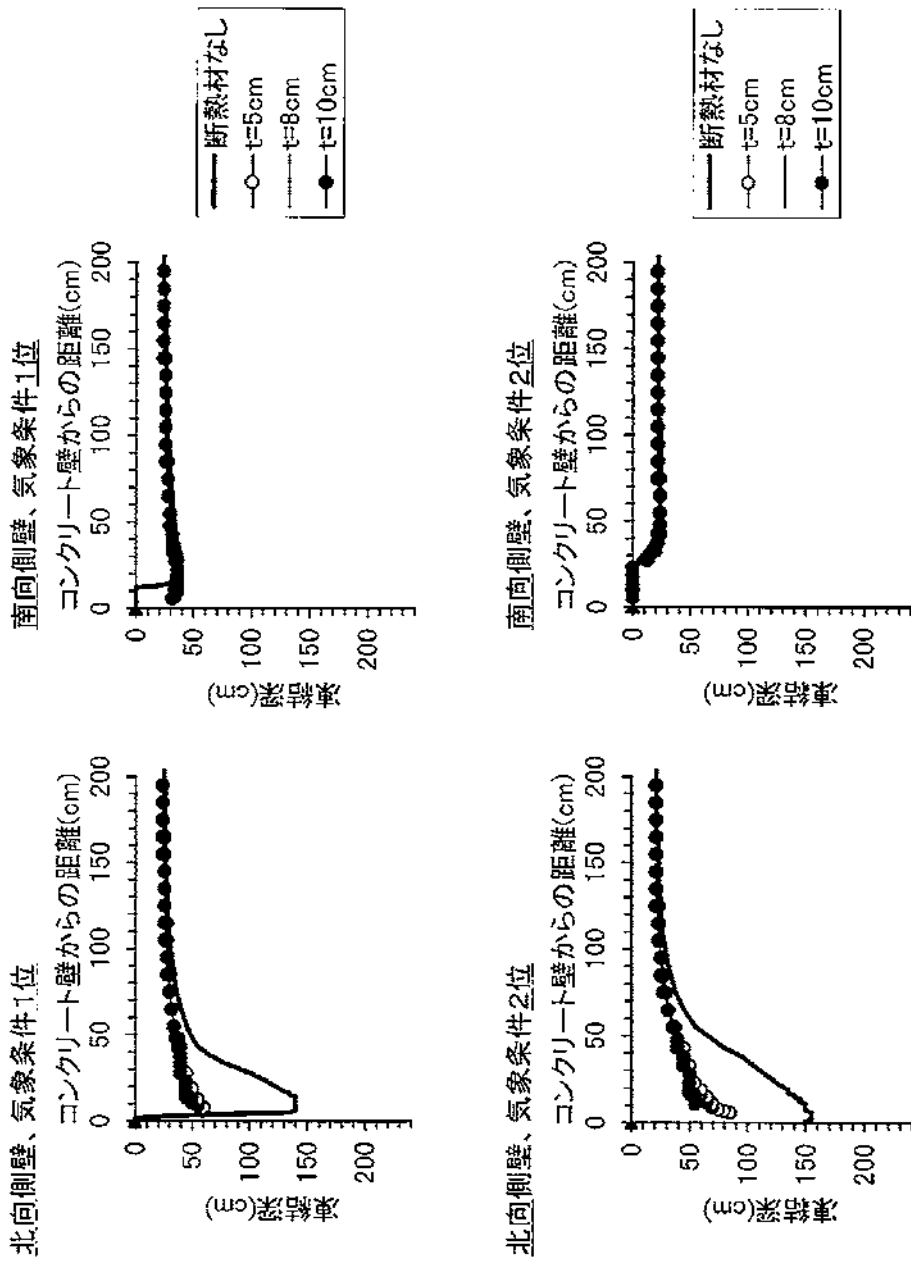 北向側壁、気象条件1位
コンクリート壁からの距離(cm)
0 50 100 150 200
0
50
100
150
200
凍結深(cm)
南向側壁、気象条件1位
コンクリート壁からの距離(cm)
0 50 100 150 200
0
50
100
150
200
凍結深(cm)
断熱材なし
t=5cm
t=8cm
t=10cm
北向側壁、気象条件2位
コンクリート壁からの距離(cm)
0 50 100 150 200
0
50
100
150
200
凍結深(cm)
南向側壁、気象条件2位
コンクリート壁からの距離(cm)
0 50 100 150 200
0
50
100
150
200
凍結深(cm)
断熱材なし
t=5cm
t=8cm
t=10cm